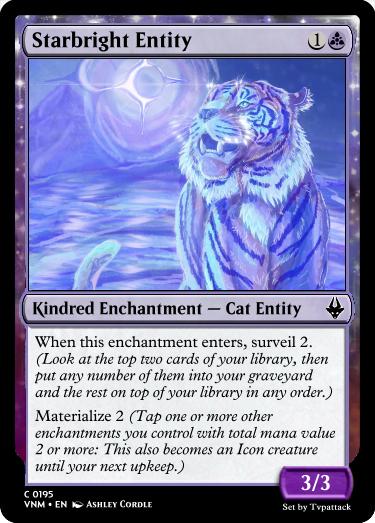 Starbright Entity 1
Kindred Enchantment — Cat Entity
When this enchantment enters, surveil 2.
(Look at the top two cards of your library, then
put any number of them into your graveyard
and the rest on top of your library in any order.)
Materialize 2 (Tap one or more other
enchantments you control with total mana value
2 or more: This also becomes an Icon creature
until your next upkeep.)
3/3
C 0195
VNM • EN Ashley Cordle
Set by Tvpattack